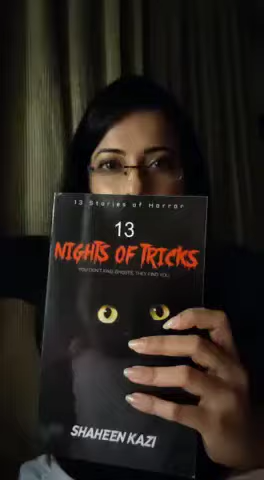 13 Stories of Horror
13
NIGHTS OF TRICKS
YOU DON'T FIND GHOSTS, THEY FIND YOU
SHAHEEN KAZI